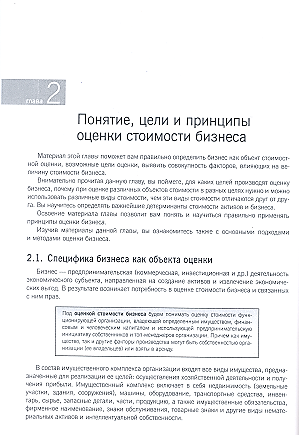 глава 2
Понятие, цели и принципы
оценки стоимости бизнеса
Материал этой главы поможет вам правильно определить бизнес как объект стоимост-
ной оценки, возможные цели оценки, выявить совокупность факторов, влияющих на ве-
личину стоимости бизнеса.
Внимательно прочитав данную главу, вы поймете, для каких целей производят оценку
бизнеса, почему при оценке различных объектов стоимости в разных целях нужно и можно
использовать различные виды стоимости, чем эти виды стоимости отличаются друг от дру-
га. Вы научитесь определять важнейшие детерминанты стоимости активов и бизнеса.
Освоение материала главы позволит вам понять и научиться правильно применять
принципы оценки бизнеса.
Изучив материалы данной главы, вы ознакомитесь также с основными подходами
и методами оценки бизнеса.
2.1. Специфика бизнеса как объекта оценки
Бизнес — предпринимательская (коммерческая, инвестиционная и др.) деятельность
экономического субъекта, направленная на создание активов и извлечение экономиче-
ских выгод. В результате возникает потребность в оценке стоимости бизнеса и связанных
с ним прав.
Под оценкой стоимости бизнеса будем понимать оценку стоимости функ-
ционирующей организации, владеющей определенным имуществом, финан-
совым и человеческим капиталом и использующей предпринимательскую
инициативу собственников и топ-менеджеров организации. Причем как иму-
щество, так и другие факторы производства могут быть собственностью орга-
низации (ее владельцев) или взяты в аренду.
В состав имущественного комплекса организации входят все виды имущества, предна-
значенные для реализации ее целей: осуществления хозяйственной деятельности и полу-
чения прибыли. Имущественный комплекс включает в себя недвижимость (земельные
участки, здания, сооружения), машины, оборудование, транспортные средства, инвен-
тарь, сырье, запасные детали, части, продукцию, а также имущественные обязательства,
фирменное наименование, знаки обслуживания, товарные знаки и другие виды немате-
риальных активов и интеллектуальной собственности.